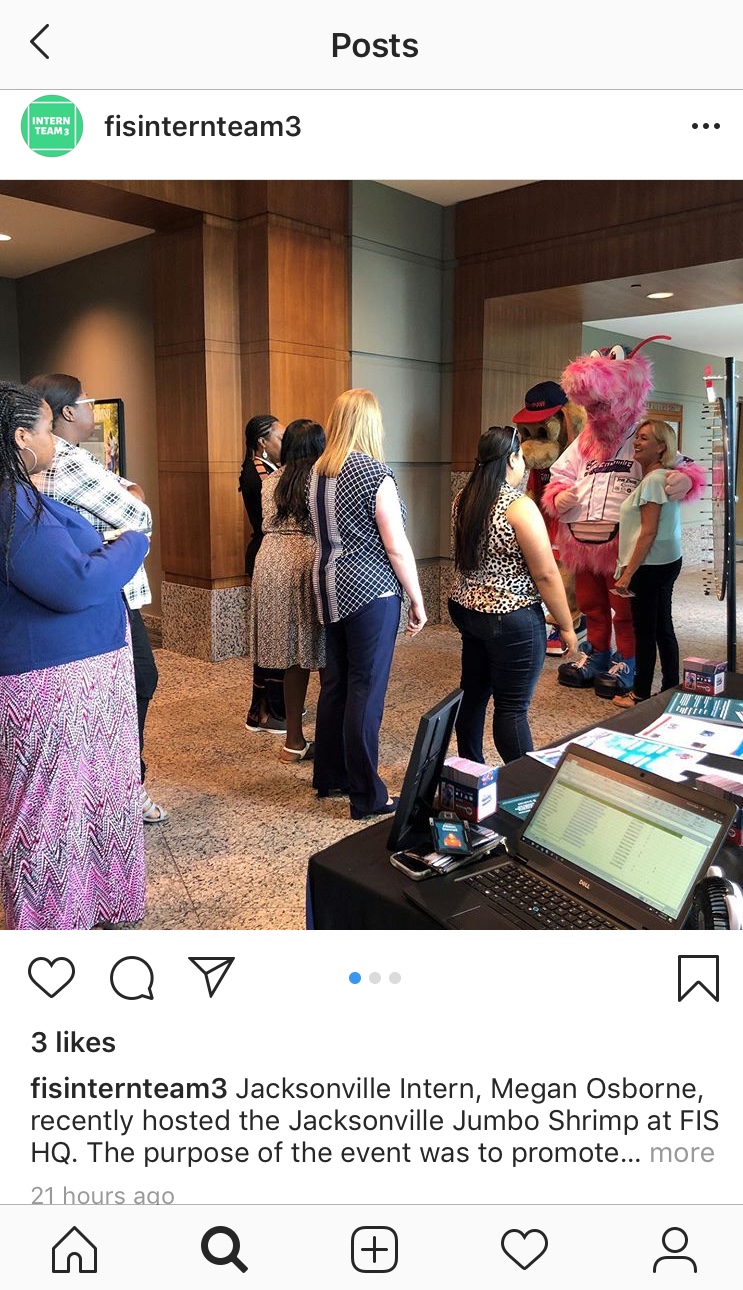 Posts
INTERN
TEAM 3
fisinternteam3
DELL
3 likes
fisinternteam3 Jacksonville Intern, Megan Osborne,
recently hosted the Jacksonville Jumbo Shrimp at FIS
HQ. The purpose of the event was to promote... more
21 hours ago